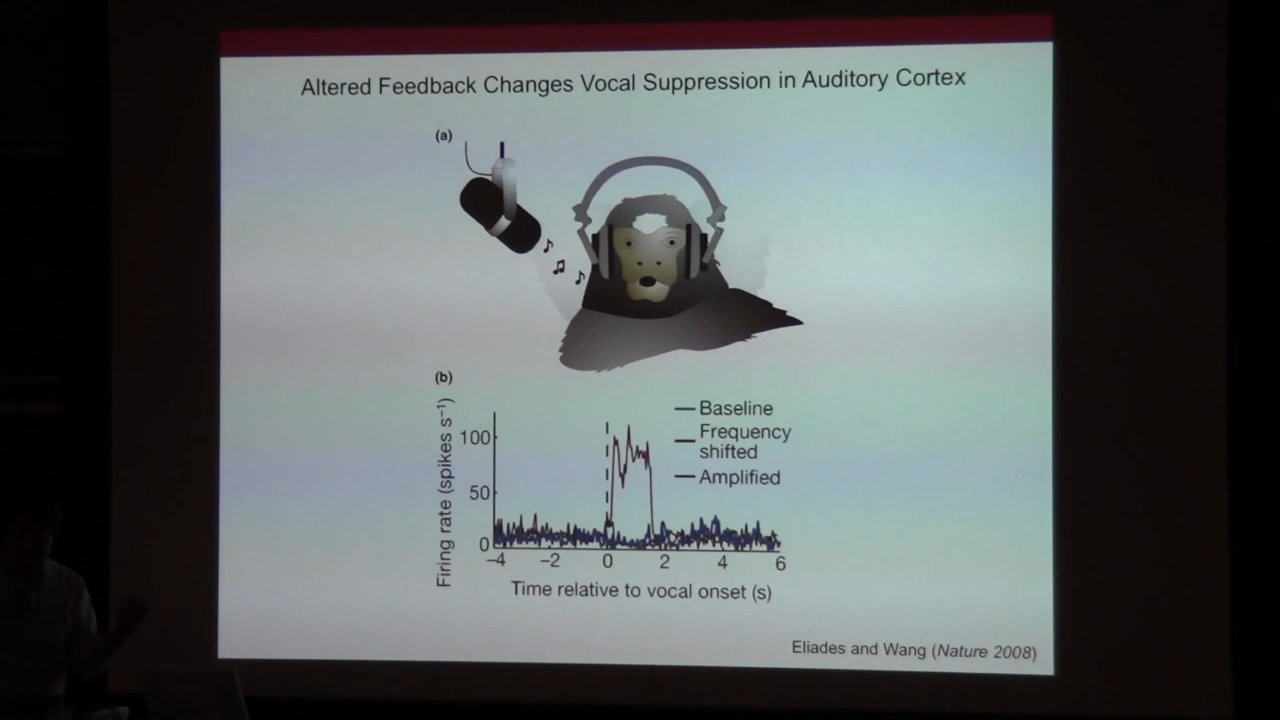 Altered Feedback Changes Vocal Suppression in Auditory Cortex
(a)
(b)
Firing rate (spikes s⁻¹)
100
50
0
−4 −2 0 2 4 6
Time relative to vocal onset (s)
Baseline
Frequency
shifted
Amplified
Eliades and Wang (Nature 2008)